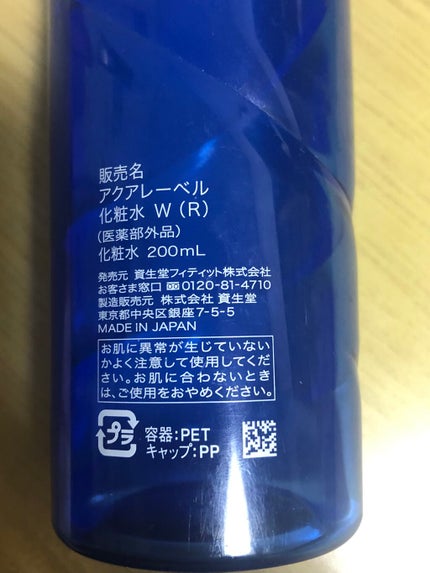 販売名
アクアレーベル
化粧水 W (R)
(医薬部外品)
化粧水 200mL
発売元 資生堂フィティット株式会社
お客さま窓口 0120-81-4710
製造販売元 株式会社 資生堂
東京都中央区銀座7-5-5
MADE IN JAPAN
お肌に異常が生じていない
かよく注意して使用してくだ
さい。お肌に合わないとき
は、ご使用をおやめください。
プラ
容器:PET
キャップ:PP